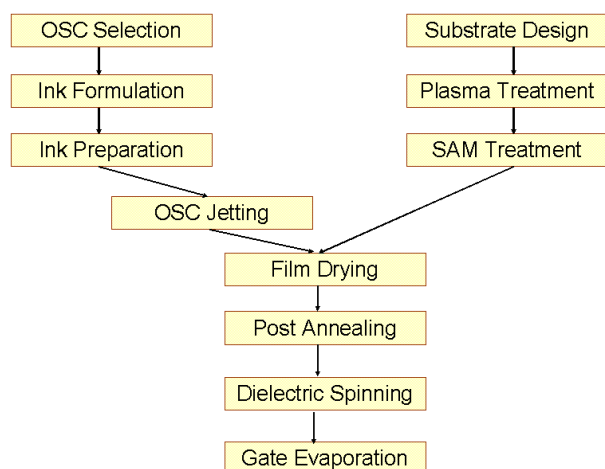 OSC Selection
Substrate Design
Ink Formulation
Plasma Treatment
Ink Preparation
SAM Treatment
OSC Jetting
Film Drying
Post Annealing
Dielectric Spinning
Gate Evaporation